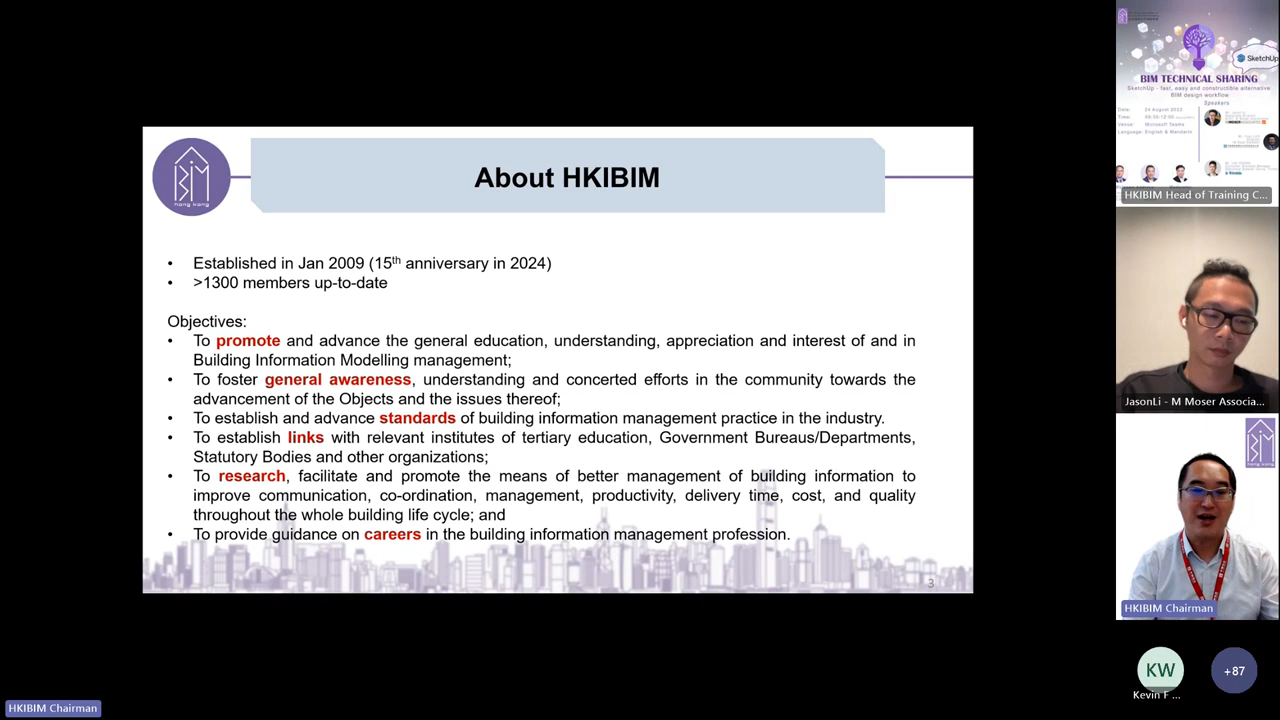 About HKIBIM
BIM
hong kong
• Established in Jan 2009 (15th anniversary in 2024)
• >1300 members up-to-date
Objectives:
• To promote and advance the general education, understanding, appreciation and interest of and in
Building Information Modelling management;
• To foster general awareness, understanding and concerted efforts in the community towards the
advancement of the Objects and the issues thereof;
• To establish and advance standards of building information management practice in the industry.
• To establish links with relevant institutes of tertiary education, Government Bureaus/Departments,
Statutory Bodies and other organizations;
• To research, facilitate and promote the means of better management of building information to
improve communication, co-ordination, management, productivity, delivery time, cost, and quality
throughout the whole building life cycle; and
• To provide guidance on careers in the building information management profession.
3
HKIBIM Chairman
SketchUp
BIM TECHNICAL SHARING
SketchUp - fast, easy and constructible alternative
BIM design workflow
Speakers
Date: 24 August 2023
Time:
Venue: Microsoft Teams
Language: English & Mandarin
HKIBIM Head of Training C...
JasonLi - M Moser Associa...
HKIBIM Chairman
KW
Kevin F ...
+87